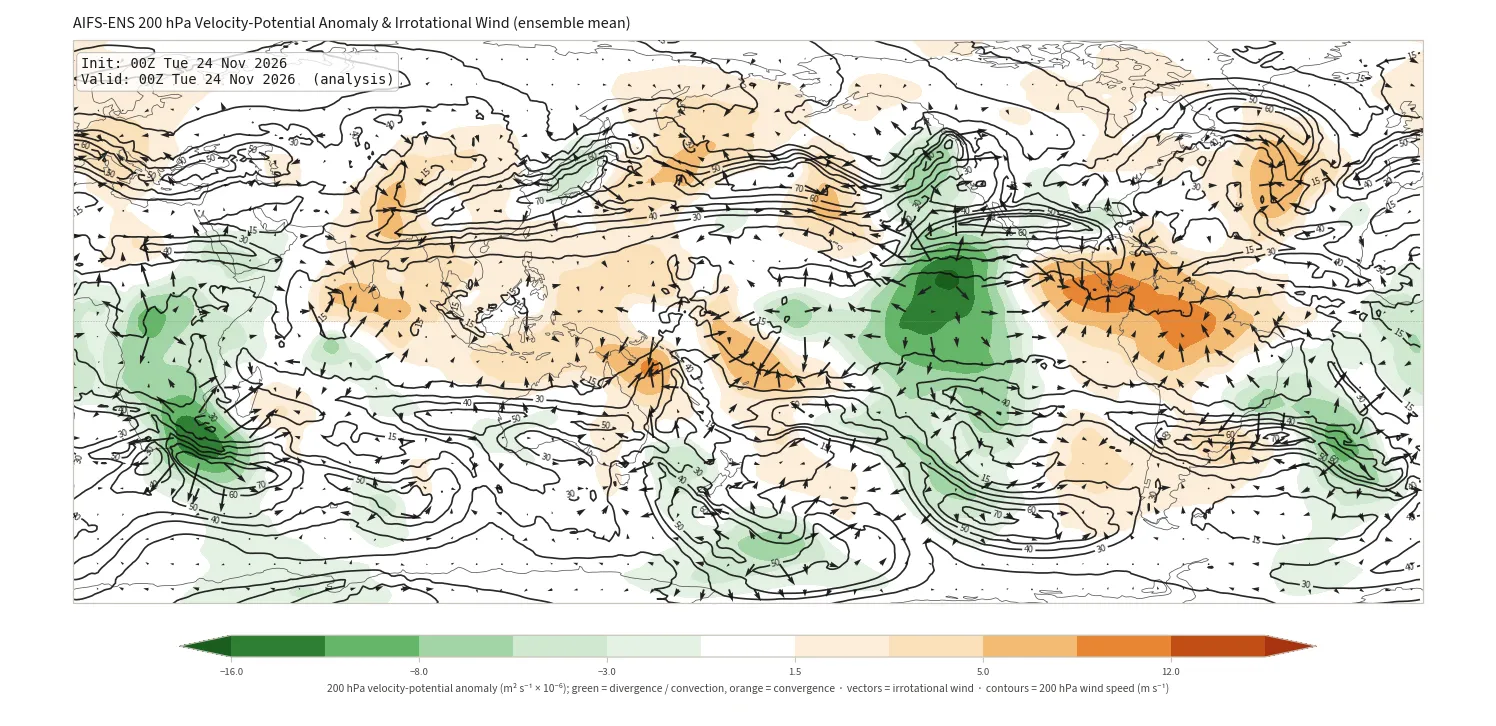 AIFS-ENS 200 hPa Velocity-Potential Anomaly & Irrotational Wind (ensemble mean)
Init: 00Z Tue 24 Nov 2026
Valid: 00Z Tue 24 Nov 2026 (analysis)
−16.0 −8.0 −3.0 1.5 5.0 12.0
200 hPa velocity-potential anomaly (m² s⁻¹ × 10⁻⁶); green = divergence / convection, orange = convergence · vectors = irrotational wind · contours = 200 hPa wind speed (m s⁻¹)